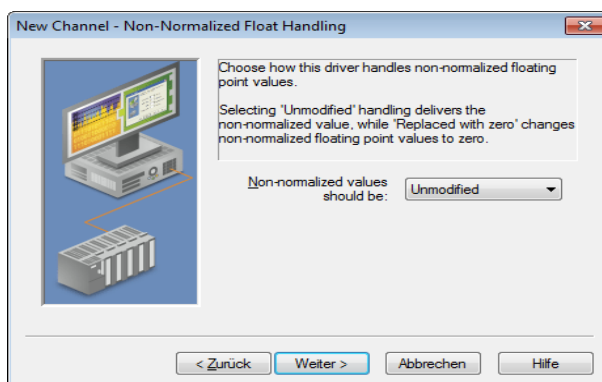 New Channel - Non-Normalized Float Handling
Choose how this driver handles non-normalized floating
point values.
Selecting 'Unmodified' handling delivers the
non-normalized value, while 'Replaced with zero' changes
non-normalized floating point values to zero.
Non-normalized values
should be:
Unmodified
< Zurück
Weiter >
Abbrechen
Hilfe